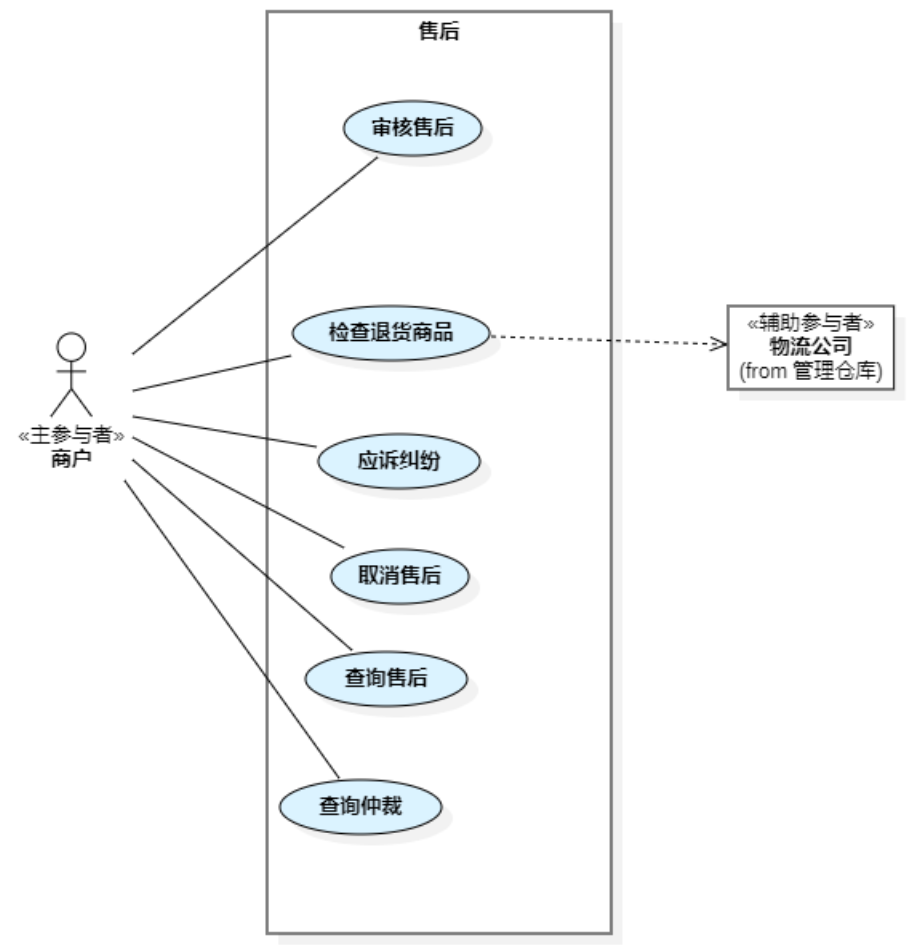 售后
审核售后
检查退货商品
«辅助参与者»
物流公司
(from 管理仓库)
«主参与者»
商户
应诉纠纷
取消售后
查询售后
查询仲裁